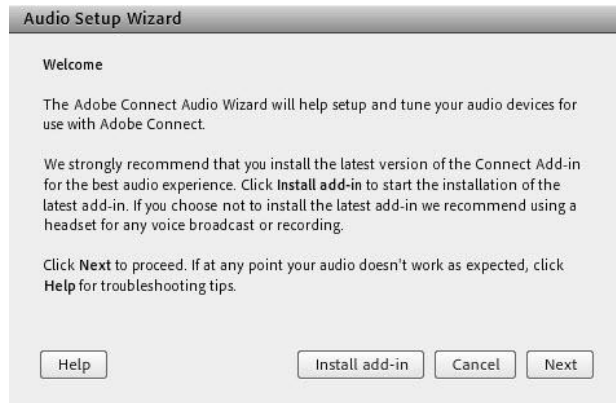 Audio Setup Wizard
Welcome
The Adobe Connect Audio Wizard will help setup and tune your audio devices for
use with Adobe Connect.
We strongly recommend that you install the latest version of the Connect Add-in
for the best audio experience. Click Install add-in to start the installation of the
latest add-in. If you choose not to install the latest add-in we recommend using a
headset for any voice broadcast or recording.
Click Next to proceed. If at any point your audio doesn't work as expected, click
Help for troubleshooting tips.
Help Install add-in Cancel Next